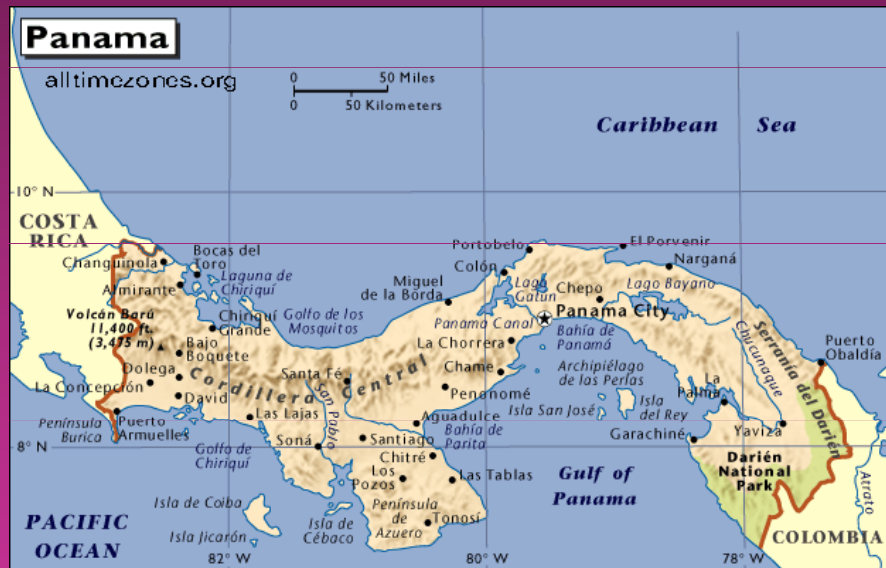 Panama
alltimezones.org
0 50 Miles
0 50 Kilometers
Caribbean Sea
10° N
COSTA
RICA
Changuinola
Bocas del
Toro
Laguna de
Chiriquí
Almirante
Volcán Barú
11,400 ft.
(3,475 m)
Chiriquí
Grande
Golfo de los
Mosquitos
Miguel
de la Borda
Portobelo
Colón
El Porvenir
Narganá
Lago
Gatún
Chepo
Lago Bayano
Panama Canal
Panama City
La Chorrera
Bahía de
Panamá
Chucunaque
Serranía del Darién
Puerto
Obaldía
Bajo
Boquete
Dolega
La Concepción
David
Cordillera Central
Santa Fé
San Pablo
Chame
Penonomé
Archipiélago
de las Perlas
Isla San José
Isla
del Rey
La
Palma
Península
Burica
Puerto
Armuelles
Las Lajas
Aguadulce
Bahía de
Parita
Garachiné
Yaviza
8° N
Golfo de
Chiriquí
Soná
Santiago
Chitré
Los
Pozos
Las Tablas
Gulf of
Panama
Darién
National
Park
Atrato
Isla de Coiba
Isla Jicarón
Isla de
Cébaco
Península
de
Azuero
Tonosí
PACIFIC
OCEAN
COLOMBIA
82° W
80° W
78° W